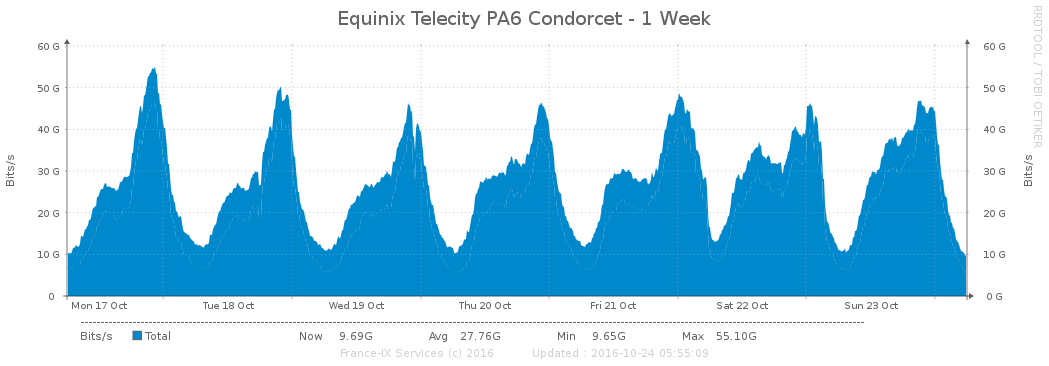 Equinix Telecity PA6 Condorcet - 1 Week
RRDTOOL / TOBI OETIKER
Bits/s
60 G 60 G
50 G 50 G
40 G 40 G
30 G 30 G
20 G 20 G
10 G 10 G
0 0 G
Bits/s
Mon 17 Oct Tue 18 Oct Wed 19 Oct Thu 20 Oct Fri 21 Oct Sat 22 Oct Sun 23 Oct
Bits/s Total Now 9.69G Avg 27.76G Min 9.65G Max 55.10G
France-IX Services (c) 2016 Updated : 2016-10-24 05:55:09